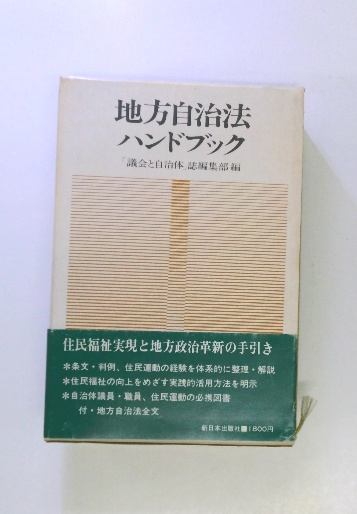 地方自治法
ハンドブック
「議会と自治体」誌編集部編
住民福祉実現と地方政治革新の手引き
*条文・判例、住民運動の経験を体系的に整理・解説
*住民福祉の向上をめざす実践的活用方法を明示
*自治体議員・職員、住民運動の必携図書
付・地方自治法全文
新日本出版社■1800円